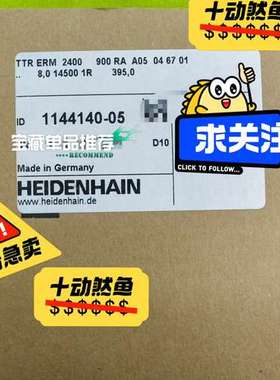 十动然鱼
$$$$$$
TTR ERM 2400 900 RA A05 04 67 01
8,0 14500 1R 395,0
ID 1144140-05
宝藏单品推荐
RECOMMEND
D10
Made in Germany
HEIDENHAIN
www.heidenhain.de
求关注
CLICK TO FOLLOW...
急卖
十动然鱼
$$$$$$